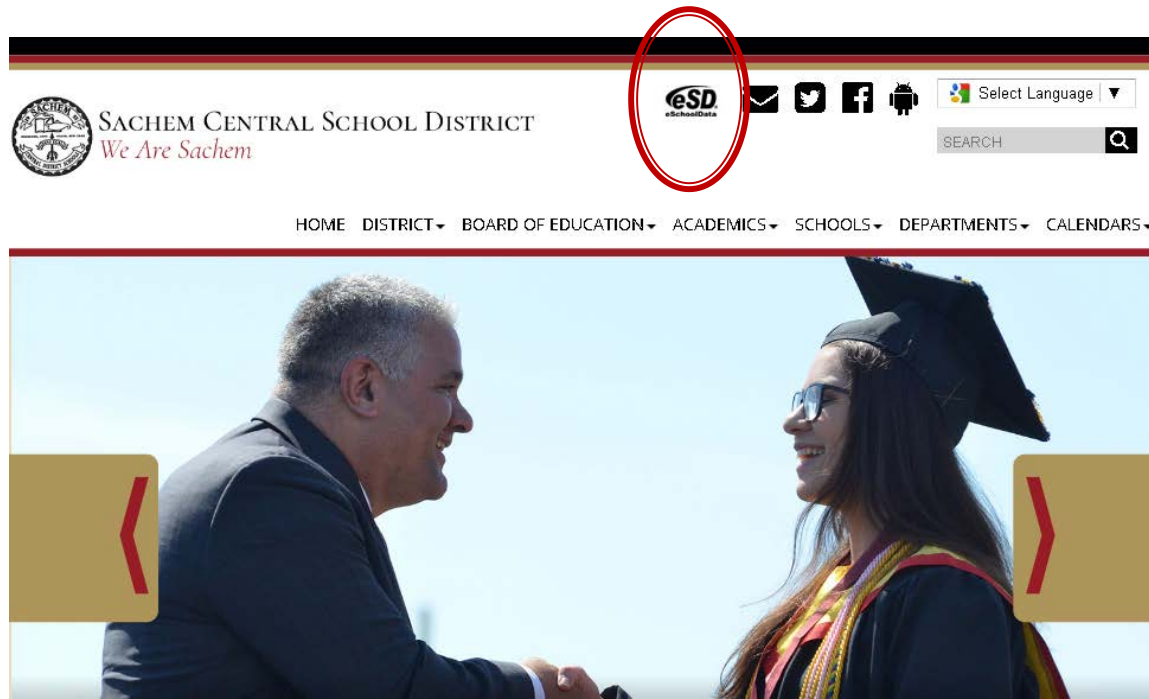 SACHEM
SACHEM CENTRAL SCHOOL DISTRICT
We Are Sachem
eSD
eSchoolData
Select Language
SEARCH
HOME DISTRICT BOARD OF EDUCATION ACADEMICS SCHOOLS DEPARTMENTS CALENDARS